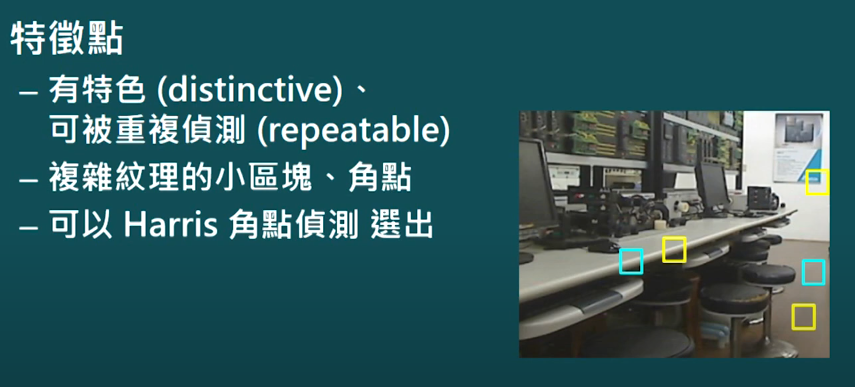 特徵點
– 有特色 (distinctive)、
可被重複偵測 (repeatable)
– 複雜紋理的小區塊、角點
– 可以 Harris 角點偵測 選出